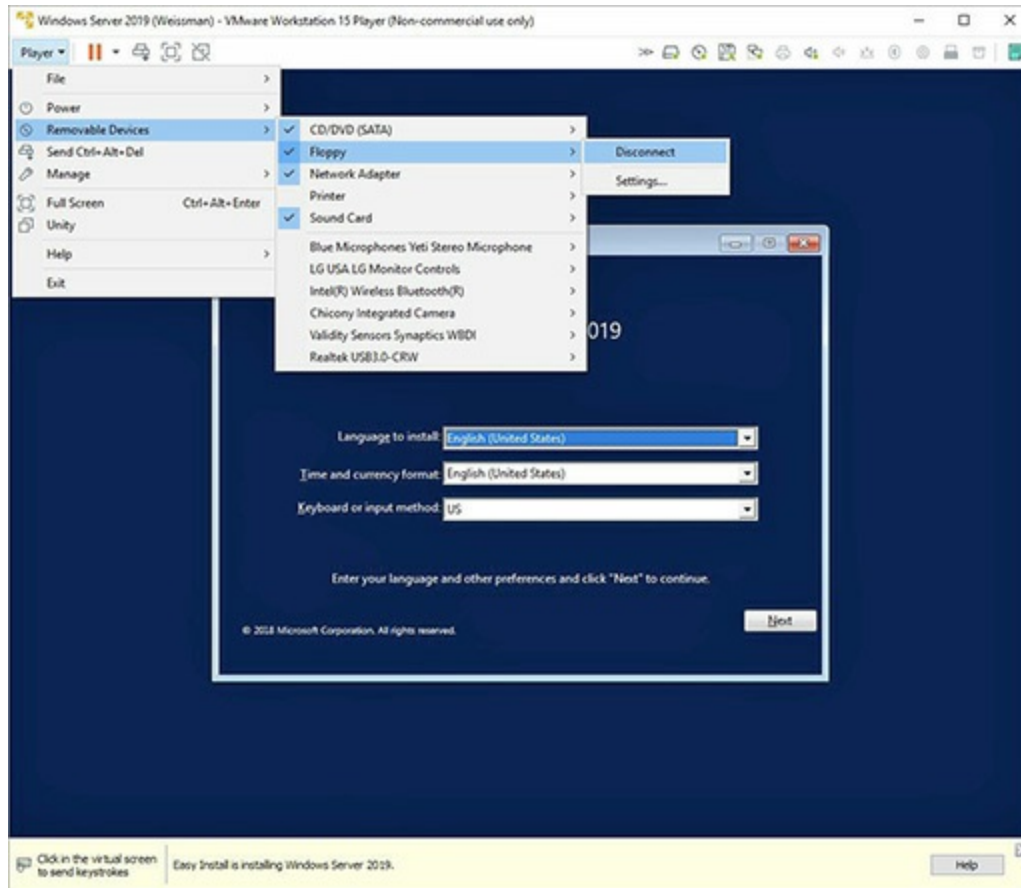 Windows Server 2019 (Weissman) - VMware Workstation 15 Player (Non-commercial use only)
Player
File
Power
Removable Devices
Send Ctrl+Alt+Del
Manage
Full Screen Ctrl+Alt+Enter
Unity
Help
Exit
CD/DVD (SATA)
Floppy
Network Adapter
Printer
Sound Card
Blue Microphones Yeti Stereo Microphone
LG USA LG Monitor Controls
Intel(R) Wireless Bluetooth(R)
Chicony Integrated Camera
Validity Sensors Synaptics WBDI
Realtek USB3.0-CRW
Disconnect
Settings...
019
Language to install: English (United States)
Time and currency format: English (United States)
Keyboard or input method: US
Enter your language and other preferences and click "Next" to continue.
© 2018 Microsoft Corporation. All rights reserved.
Next
Click in the virtual screen
to send keystrokes
Easy Install is installing Windows Server 2019.
Help